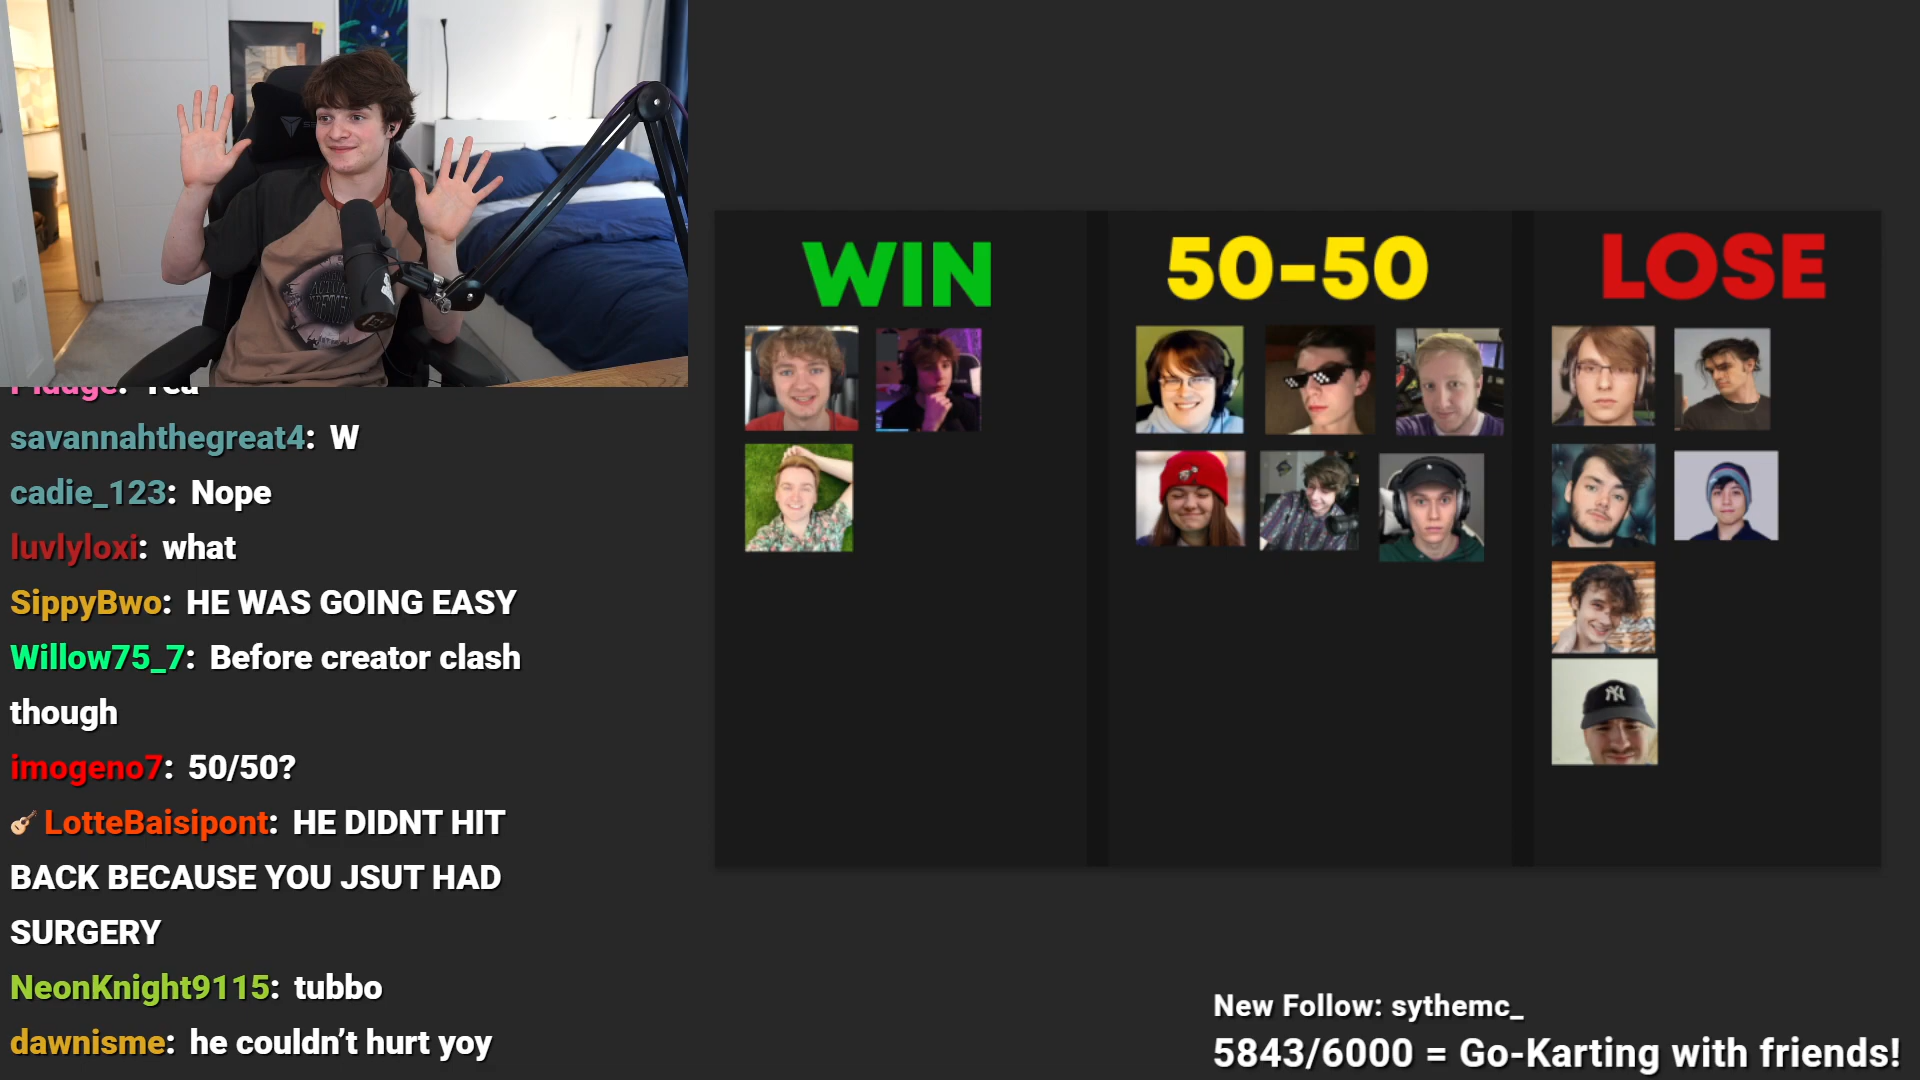 WIN
50-50
LOSE
savannahthegreat4: W
cadie_123: Nope
luvlyloxi: what
SippyBwo: HE WAS GOING EASY
Willow75_7: Before creator clash
though
imogeno7: 50/50?
LotteBaisipont: HE DIDNT HIT
BACK BECAUSE YOU JSUT HAD
SURGERY
NeonKnight9115: tubbo
dawnisme: he couldn’t hurt yoy
New Follow: sythemc_
5843/6000 = Go-Karting with friends!